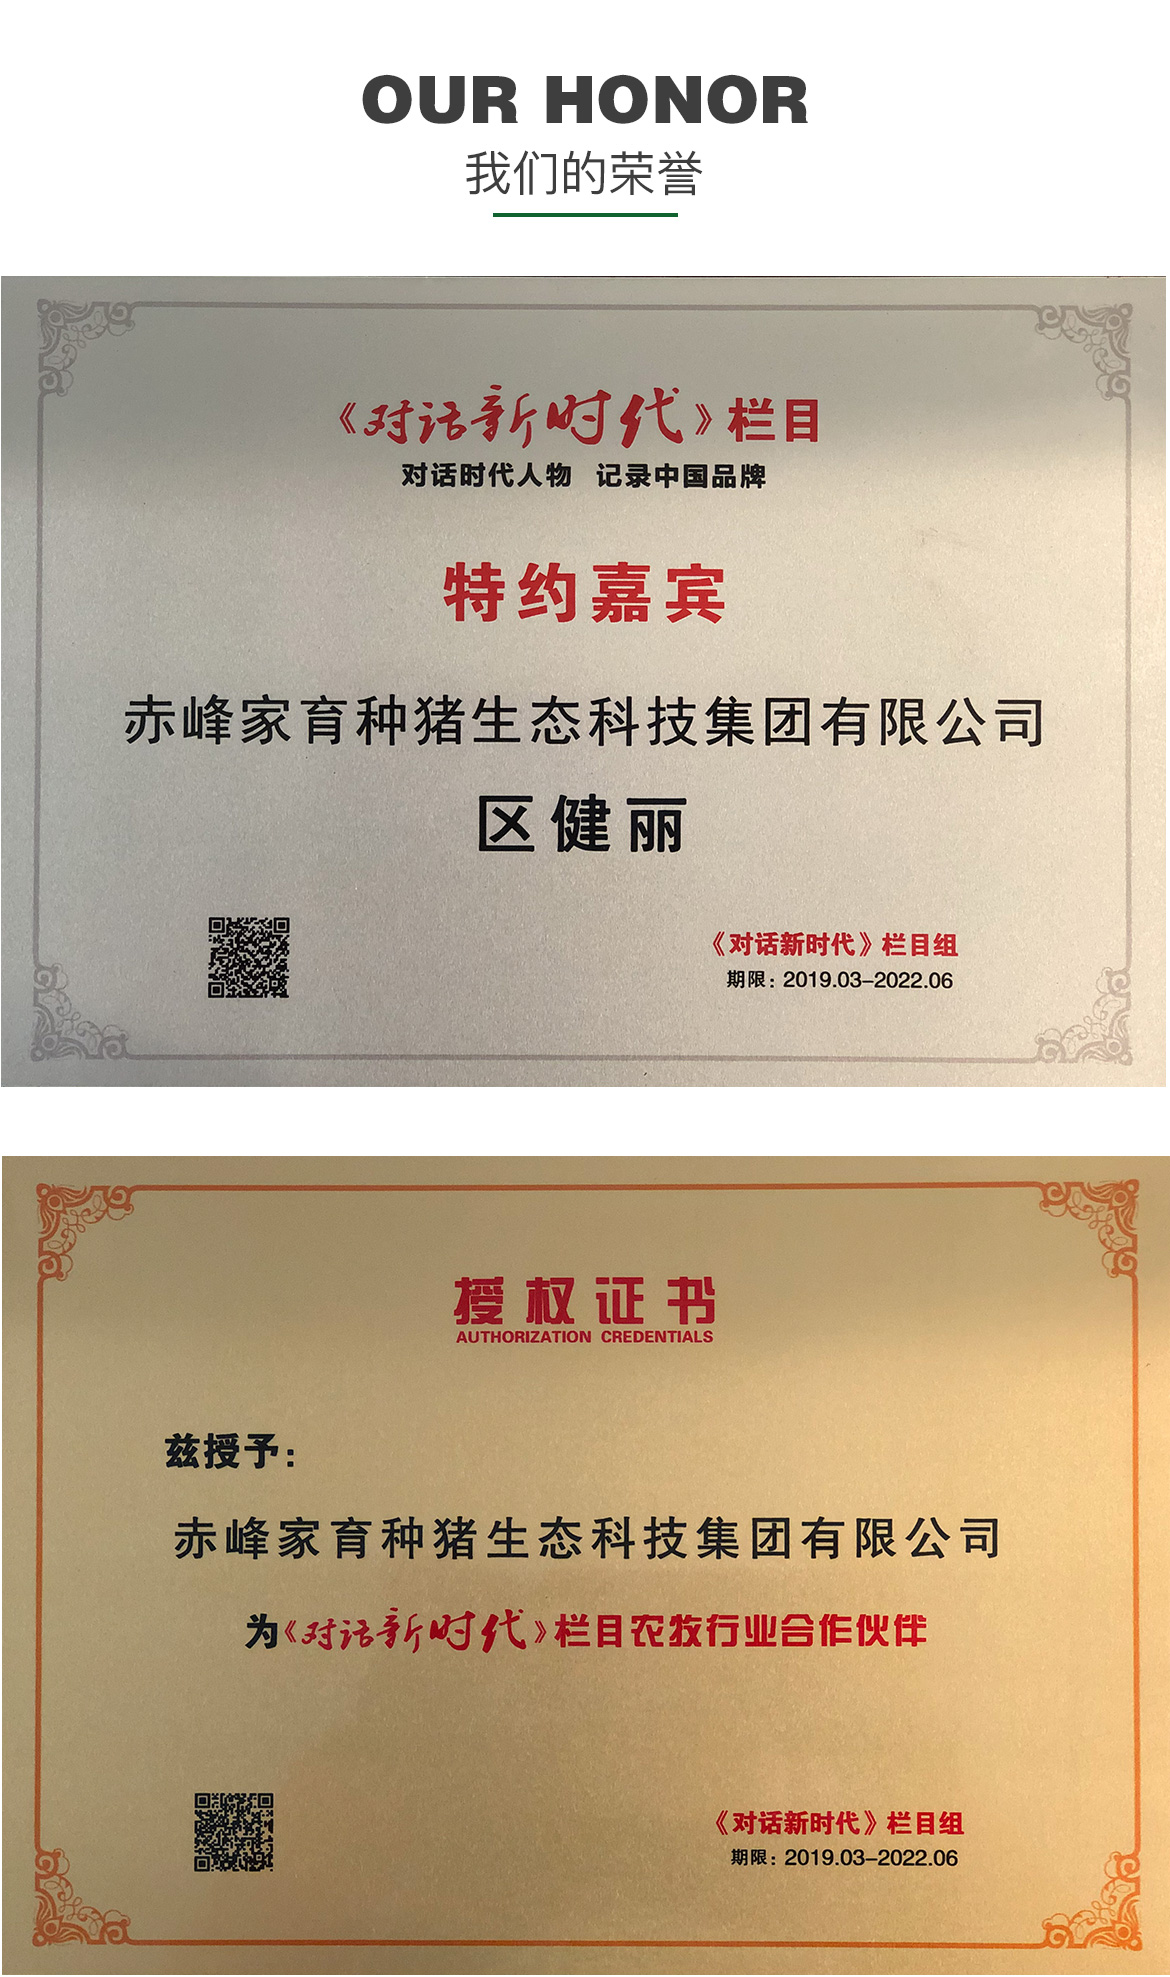 OUR HONOR
我们的荣誉
《对话新时代》栏目
对话时代人物 记录中国品牌
特约嘉宾
赤峰家育种猪生态科技集团有限公司
区健丽
《对话新时代》栏目组
期限：2019.03-2022.06
授权证书
AUTHORIZATION CREDENTIALS
兹授予：
赤峰家育种猪生态科技集团有限公司
为《对话新时代》栏目农牧行业合作伙伴
《对话新时代》栏目组
期限：2019.03-2022.06